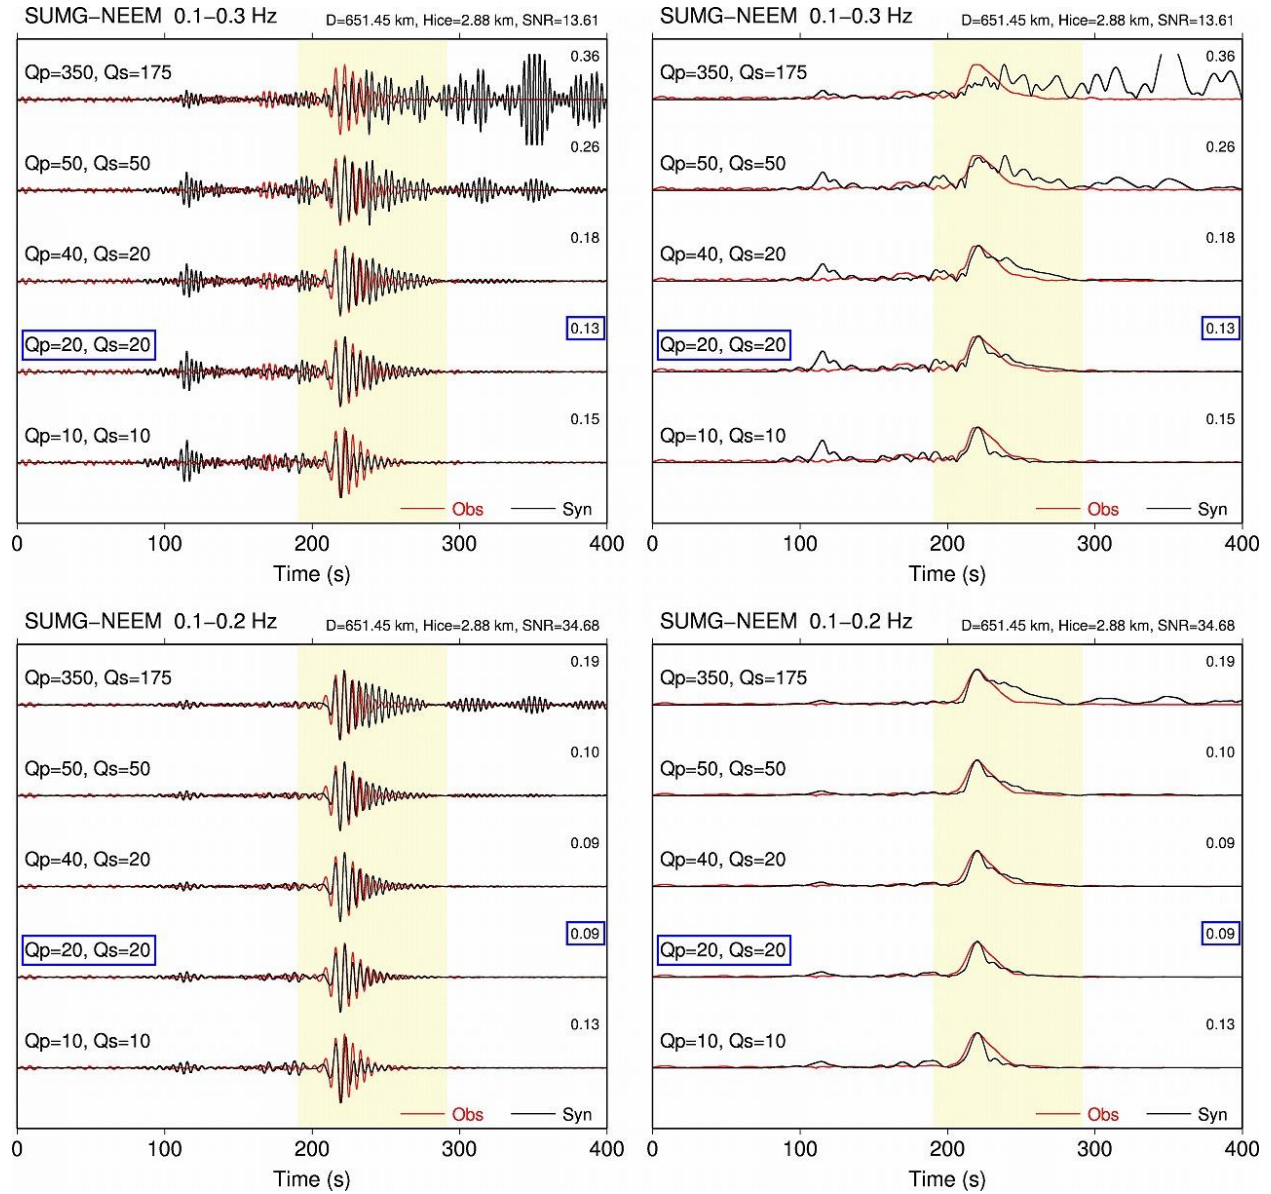 SUMG-NEEM 0.1-0.3 Hz D=651.45 km, Hice=2.88 km, SNR=13.61
0.36
Qp=350, Qs=175
0.26
Qp=50, Qs=50
0.18
Qp=40, Qs=20
0.13
Qp=20, Qs=20
0.15
Qp=10, Qs=10
Obs Syn
0 100 200 300 400
Time (s)
SUMG-NEEM 0.1-0.3 Hz D=651.45 km, Hice=2.88 km, SNR=13.61
0.36
Qp=350, Qs=175
0.26
Qp=50, Qs=50
0.18
Qp=40, Qs=20
0.13
Qp=20, Qs=20
0.15
Qp=10, Qs=10
Obs Syn
0 100 200 300 400
Time (s)
SUMG-NEEM 0.1-0.2 Hz D=651.45 km, Hice=2.88 km, SNR=34.68
0.19
Qp=350, Qs=175
0.10
Qp=50, Qs=50
0.09
Qp=40, Qs=20
0.09
Qp=20, Qs=20
0.13
Qp=10, Qs=10
Obs Syn
0 100 200 300 400
Time (s)
SUMG-NEEM 0.1-0.2 Hz D=651.45 km, Hice=2.88 km, SNR=34.68
0.19
Qp=350, Qs=175
0.10
Qp=50, Qs=50
0.09
Qp=40, Qs=20
0.09
Qp=20, Qs=20
0.13
Qp=10, Qs=10
Obs Syn
0 100 200 300 400
Time (s)